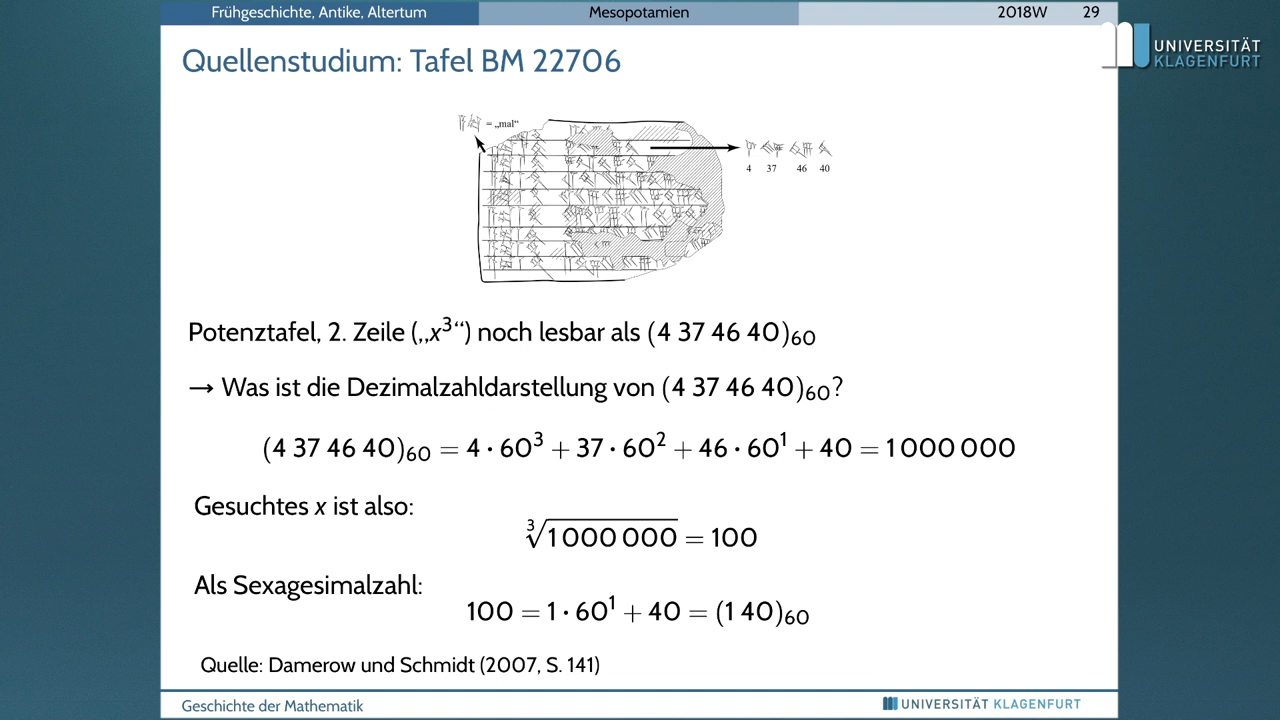 Frühgeschichte, Antike, Altertum Mesopotamien 2018W 29
UNIVERSITÄT
KLAGENFURT
Quellenstudium: Tafel BM 22706
= „mal“
4 37 46 40
Potenztafel, 2. Zeile („x³“) noch lesbar als (4 37 46 40)₆₀
→ Was ist die Dezimalzahldarstellung von (4 37 46 40)₆₀?
(4 37 46 40)₆₀ = 4 · 60³ + 37 · 60² + 46 · 60¹ + 40 = 1 000 000
Gesuchtes x ist also:
∛1 000 000 = 100
Als Sexagesimalzahl:
100 = 1 · 60¹ + 40 = (1 40)₆₀
Quelle: Damerow und Schmidt (2007, S. 141)
Geschichte der Mathematik UNIVERSITÄT KLAGENFURT